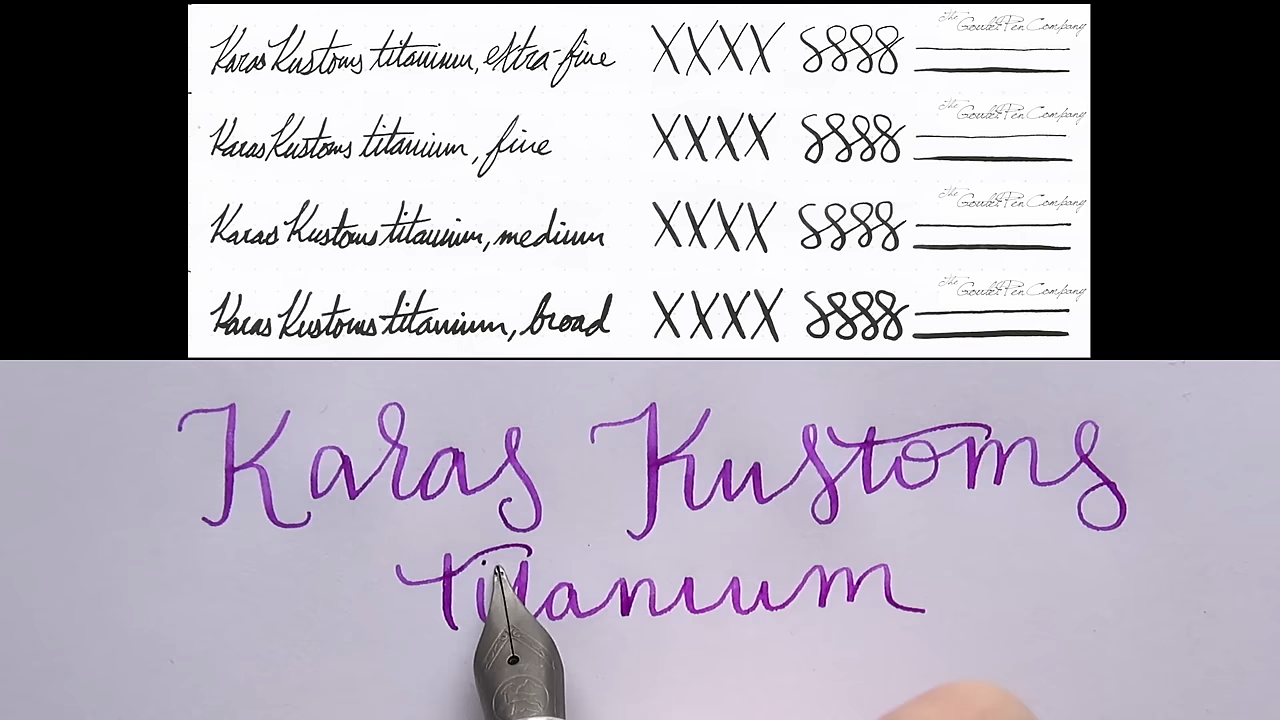 Karas Kustoms titanium, extra-fine XXXX 8888 the Goulet Pen Company
Karas Kustoms titanium, fine XXXX 8888 the Goulet Pen Company
Karas Kustoms titanium, medium XXXX 8888 the Goulet Pen Company
Karas Kustoms titanium, broad XXXX 8888 the Goulet Pen Company
Karas Kustoms
titanium